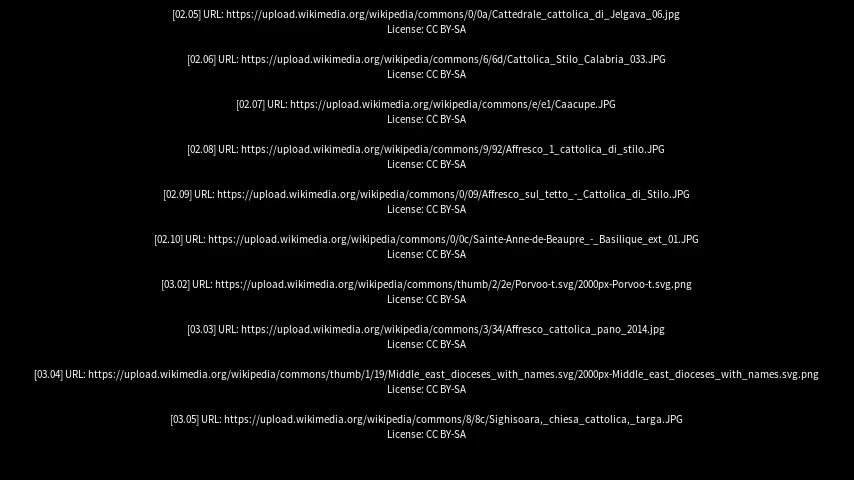 [02.05] URL: https://upload.wikimedia.org/wikipedia/commons/0/0a/Cattedrale_cattolica_di_Jelgava_06.jpg
License: CC BY-SA
[02.06] URL: https://upload.wikimedia.org/wikipedia/commons/6/6d/Cattolica_Stilo_Calabria_033.JPG
License: CC BY-SA
[02.07] URL: https://upload.wikimedia.org/wikipedia/commons/e/e1/Caacupe.JPG
License: CC BY-SA
[02.08] URL: https://upload.wikimedia.org/wikipedia/commons/9/92/Affresco_1_cattolica_di_stilo.JPG
License: CC BY-SA
[02.09] URL: https://upload.wikimedia.org/wikipedia/commons/0/09/Affresco_sul_tetto_-_Cattolica_di_Stilo.JPG
License: CC BY-SA
[02.10] URL: https://upload.wikimedia.org/wikipedia/commons/0/0c/Sainte-Anne-de-Beaupre_-_Basilique_ext_01.JPG
License: CC BY-SA
[03.02] URL: https://upload.wikimedia.org/wikipedia/commons/thumb/2/2e/Porvoo-t.svg/2000px-Porvoo-t.svg.png
License: CC BY-SA
[03.03] URL: https://upload.wikimedia.org/wikipedia/commons/3/34/Affresco_cattolica_pano_2014.jpg
License: CC BY-SA
[03.04] URL: https://upload.wikimedia.org/wikipedia/commons/thumb/1/19/Middle_east_dioceses_with_names.svg/2000px-Middle_east_dioceses_with_names.svg.png
License: CC BY-SA
[03.05] URL: https://upload.wikimedia.org/wikipedia/commons/8/8c/Sighisoara,_chiesa_cattolica,_targa.JPG
License: CC BY-SA